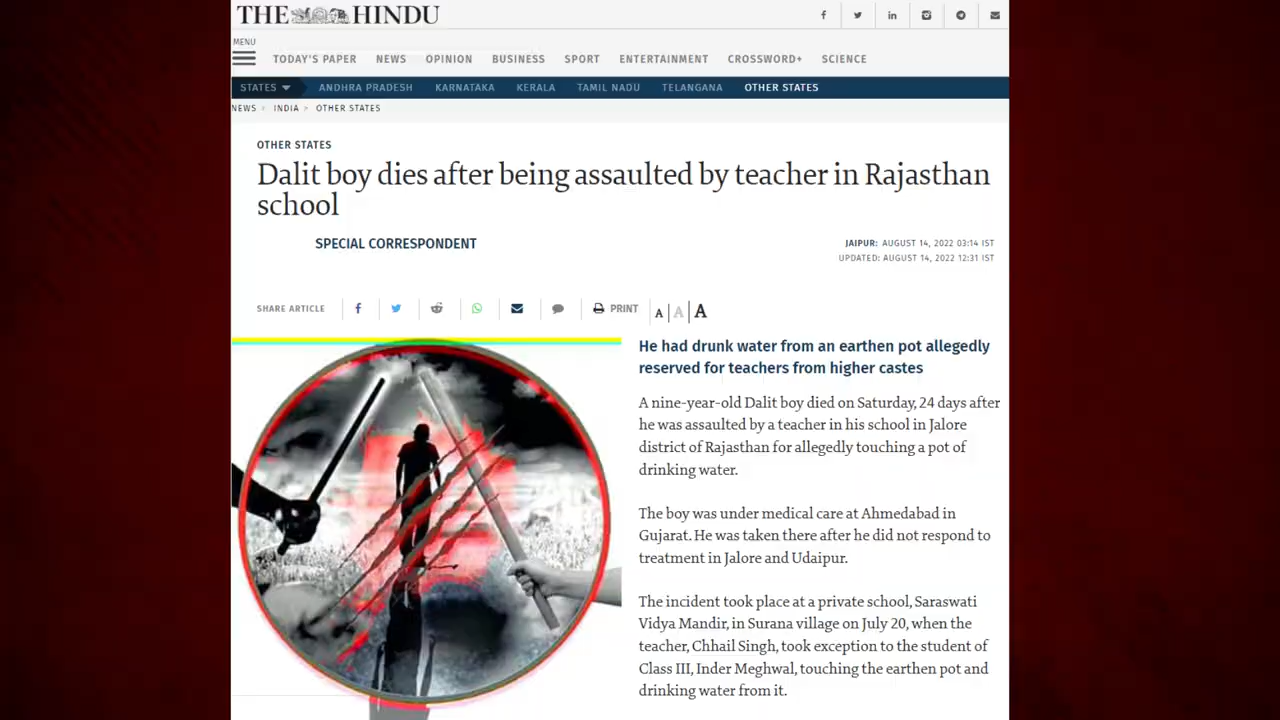 THE HINDU
MENU
TODAY'S PAPER NEWS OPINION BUSINESS SPORT ENTERTAINMENT CROSSWORD+ SCIENCE
STATES ANDHRA PRADESH KARNATAKA KERALA TAMIL NADU TELANGANA OTHER STATES
NEWS > INDIA > OTHER STATES
OTHER STATES
Dalit boy dies after being assaulted by teacher in Rajasthan
school
SPECIAL CORRESPONDENT
JAIPUR: AUGUST 14, 2022 03:14 IST
UPDATED: AUGUST 14, 2022 12:31 IST
SHARE ARTICLE PRINT A A A
He had drunk water from an earthen pot allegedly
reserved for teachers from higher castes
A nine-year-old Dalit boy died on Saturday, 24 days after
he was assaulted by a teacher in his school in Jalore
district of Rajasthan for allegedly touching a pot of
drinking water.
The boy was under medical care at Ahmedabad in
Gujarat. He was taken there after he did not respond to
treatment in Jalore and Udaipur.
The incident took place at a private school, Saraswati
Vidya Mandir, in Surana village on July 20, when the
teacher, Chhail Singh, took exception to the student of
Class III, Inder Meghwal, touching the earthen pot and
drinking water from it.